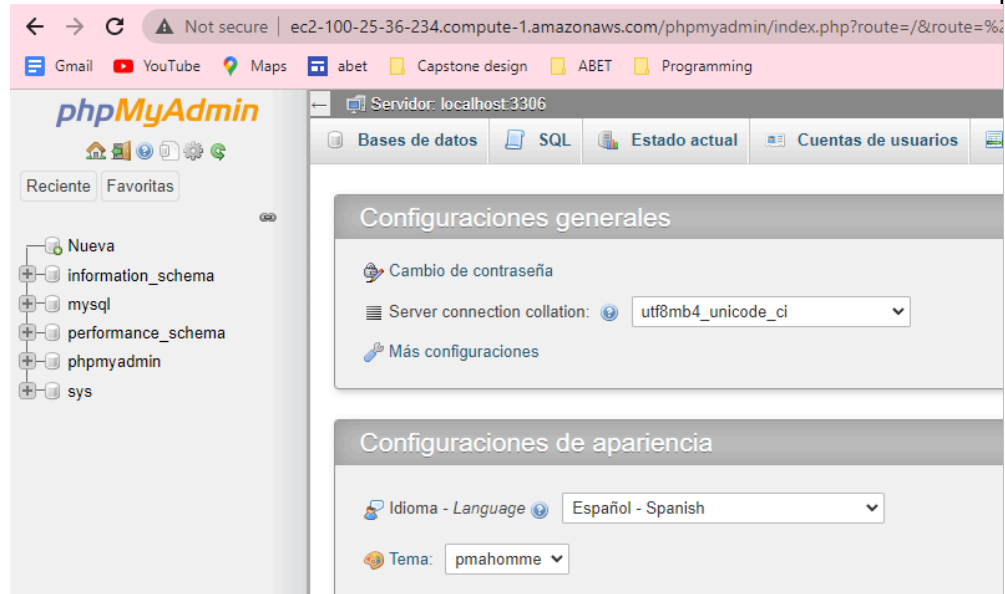 Not secure | ec2-100-25-36-234.compute-1.amazonaws.com/phpmyadmin/index.php?route=/&route=%2
Gmail YouTube Maps abet Capstone design ABET Programming
phpMyAdmin
Reciente Favoritas
Nueva
information_schema
mysql
performance_schema
phpmyadmin
sys
Servidor: localhost:3306
Bases de datos SQL Estado actual Cuentas de usuarios
Configuraciones generales
Cambio de contraseña
Server connection collation: utf8mb4_unicode_ci
Más configuraciones
Configuraciones de apariencia
Idioma - Language Español - Spanish
Tema: pmahomme